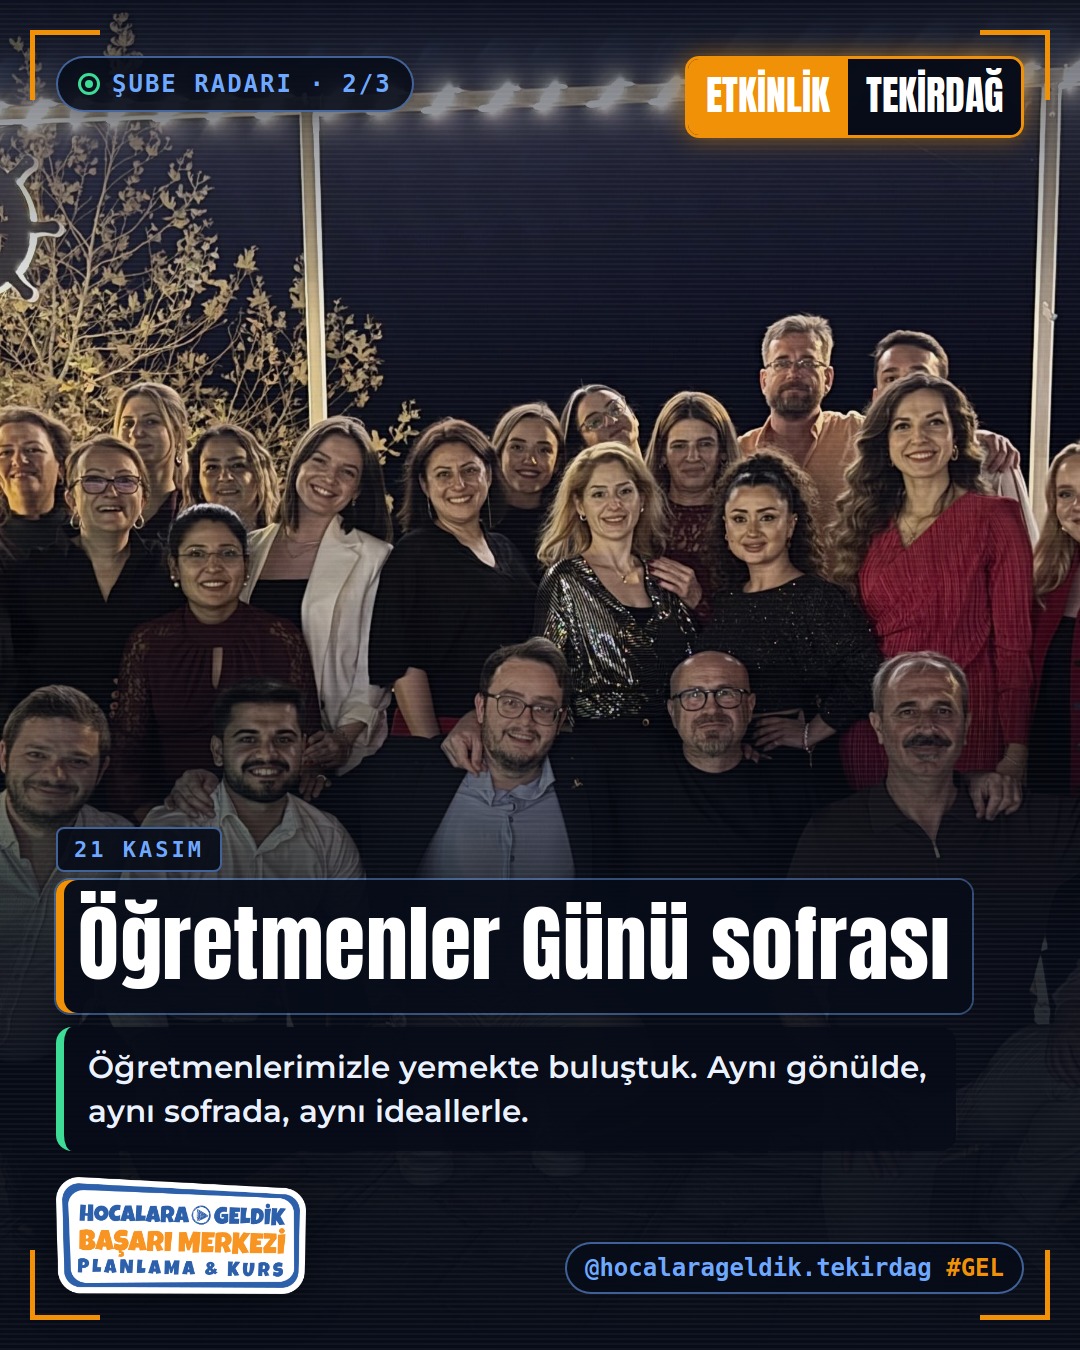 ŞUBE RADARI · 2/3
ETKİNLİK TEKİRDAĞ
21 KASIM
Öğretmenler Günü sofrası
Öğretmenlerimizle yemekte buluştuk. Aynı gönülde,
aynı sofrada, aynı ideallerle.
HOCALARA GELDİK
BAŞARI MERKEZİ
PLANLAMA & KURS
@hocalarageldik.tekirdag #GEL